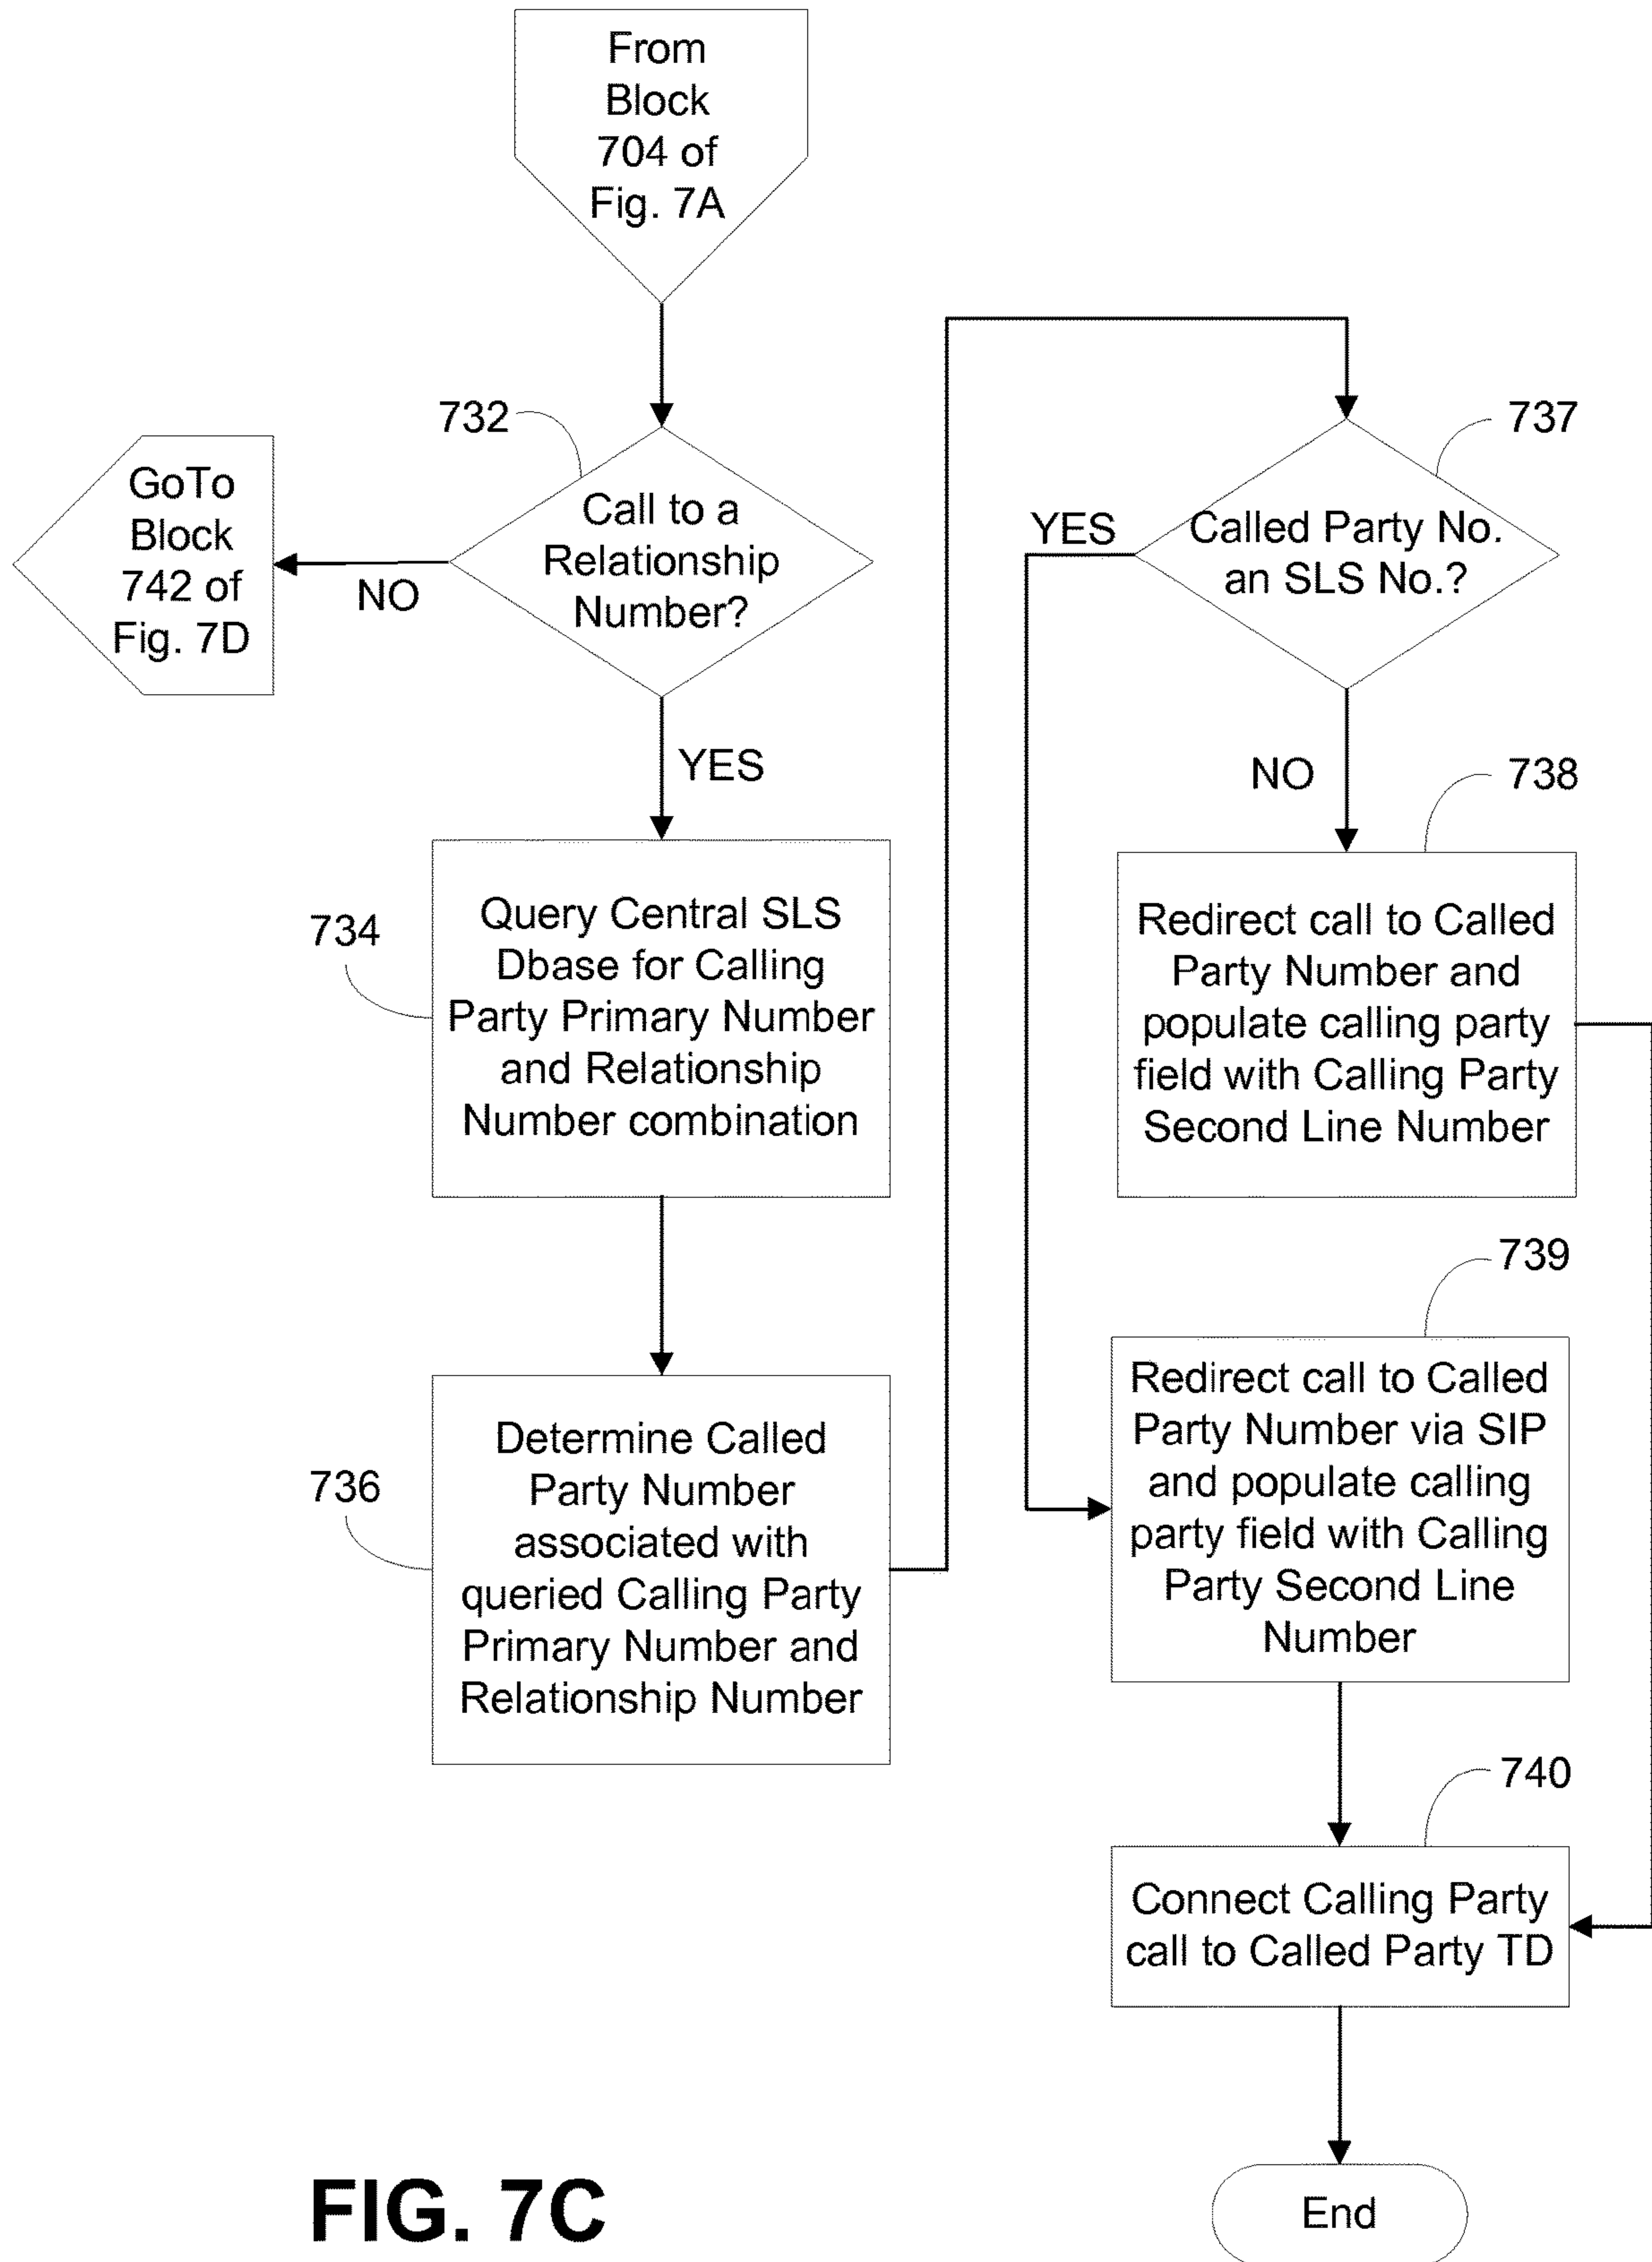 From
Block
704 of
Fig. 7A
732
Call to a
Relationship
Number?
GoTo
Block
742 of
Fig. 7D
NO
YES
734
Query Central SLS
Dbase for Calling
Party Primary Number
and Relationship
Number combination
736
Determine Called
Party Number
associated with
queried Calling Party
Primary Number and
Relationship Number
737
Called Party No.
an SLS No.?
YES
NO
738
Redirect call to Called
Party Number and
populate calling party
field with Calling Party
Second Line Number
739
Redirect call to Called
Party Number via SIP
and populate calling
party field with Calling
Party Second Line
Number
740
Connect Calling Party
call to Called Party TD
End
FIG. 7C